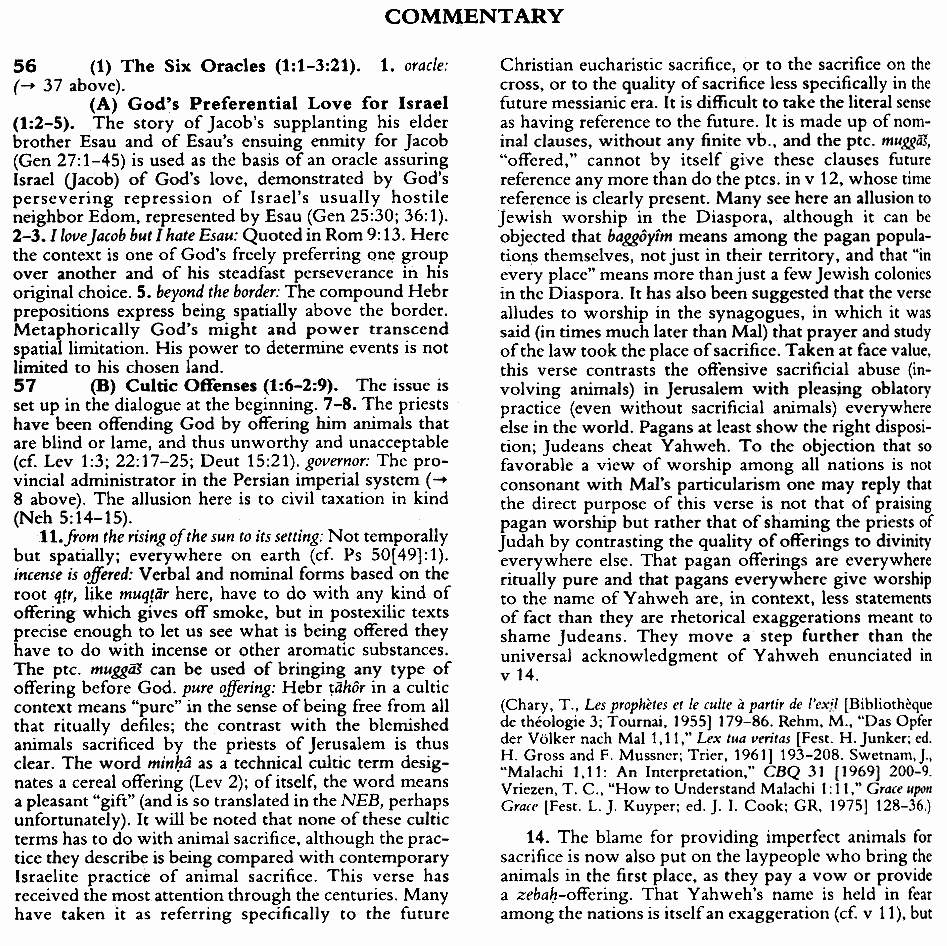 COMMENTARY
56 (1) The Six Oracles (1:1–3:21). 1. oracle:
(→ 37 above).
(A) God's Preferential Love for Israel
(1:2–5). The story of Jacob's supplanting his elder
brother Esau and of Esau's ensuing enmity for Jacob
(Gen 27:1–45) is used as the basis of an oracle assuring
Israel (Jacob) of God's love, demonstrated by God's
persevering repression of Israel's usually hostile
neighbor Edom, represented by Esau (Gen 25:30; 36:1).
2–3. I love Jacob but I hate Esau: Quoted in Rom 9:13. Here
the context is one of God's freely preferring one group
over another and of his steadfast perseverance in his
original choice. 5. beyond the border: The compound Hebr
prepositions express being spatially above the border.
Metaphorically God's might and power transcend
spatial limitation. His power to determine events is not
limited to his chosen land.
57 (B) Cultic Offenses (1:6–2:9). The issue is
set up in the dialogue at the beginning. 7–8. The priests
have been offending God by offering him animals that
are blind or lame, and thus unworthy and unacceptable
(cf. Lev 1:3; 22:17–25; Deut 15:21). governor: The pro-
vincial administrator in the Persian imperial system (→
8 above). The allusion here is to civil taxation in kind
(Neh 5:14–15).
11. from the rising of the sun to its setting: Not temporally
but spatially; everywhere on earth (cf. Ps 50[49]:1).
incense is offered: Verbal and nominal forms based on the
root qṭr, like muqṭār here, have to do with any kind of
offering which gives off smoke, but in postexilic texts
precise enough to let us see what is being offered they
have to do with incense or other aromatic substances.
The ptc. muggāš can be used of bringing any type of
offering before God. pure offering: Hebr ṭāhôr in a cultic
context means "pure" in the sense of being free from all
that ritually defiles; the contrast with the blemished
animals sacrificed by the priests of Jerusalem is thus
clear. The word minḥâ as a technical cultic term desig-
nates a cereal offering (Lev 2); of itself, the word means
a pleasant "gift" (and is so translated in the NEB, perhaps
unfortunately). It will be noted that none of these cultic
terms has to do with animal sacrifice, although the prac-
tice they describe is being compared with contemporary
Israelite practice of animal sacrifice. This verse has
received the most attention through the centuries. Many
have taken it as referring specifically to the future
Christian eucharistic sacrifice, or to the sacrifice on the
cross, or to the quality of sacrifice less specifically in the
future messianic era. It is difficult to take the literal sense
as having reference to the future. It is made up of nom-
inal clauses, without any finite vb., and the ptc. muggāš,
"offered," cannot by itself give these clauses future
reference any more than do the ptcs. in v 12, whose time
reference is clearly present. Many see here an allusion to
Jewish worship in the Diaspora, although it can be
objected that baggôyîm means among the pagan popula-
tions themselves, not just in their territory, and that "in
every place" means more than just a few Jewish colonies
in the Diaspora. It has also been suggested that the verse
alludes to worship in the synagogues, in which it was
said (in times much later than Mal) that prayer and study
of the law took the place of sacrifice. Taken at face value,
this verse contrasts the offensive sacrificial abuse (in-
volving animals) in Jerusalem with pleasing oblatory
practice (even without sacrificial animals) everywhere
else in the world. Pagans at least show the right disposi-
tion; Judeans cheat Yahweh. To the objection that so
favorable a view of worship among all nations is not
consonant with Mal's particularism one may reply that
the direct purpose of this verse is not that of praising
pagan worship but rather that of shaming the priests of
Judah by contrasting the quality of offerings to divinity
everywhere else. That pagan offerings are everywhere
ritually pure and that pagans everywhere give worship
to the name of Yahweh are, in context, less statements
of fact than they are rhetorical exaggerations meant to
shame Judeans. They move a step further than the
universal acknowledgment of Yahweh enunciated in
v 14.
(Chary, T., Les prophètes et le culte à partir de l'exil [Bibliothèque
de théologie 3; Tournai, 1955] 179–86. Rehm, M., "Das Opfer
der Völker nach Mal 1,11," Lex tua veritas [Fest. H. Junker; ed.
H. Gross and F. Mussner; Trier, 1961] 193–208. Swetnam, J.,
"Malachi 1,11: An Interpretation," CBQ 31 [1969] 200–9.
Vriezen, T. C., "How to Understand Malachi 1:11," Grace upon
Grace [Fest. L. J. Kuyper; ed. J. I. Cook; GR, 1975] 128–36.)
14. The blame for providing imperfect animals for
sacrifice is now also put on the laypeople who bring the
animals in the first place, as they pay a vow or provide
a zebaḥ-offering. That Yahweh's name is held in fear
among the nations is itself an exaggeration (cf. v 11), but